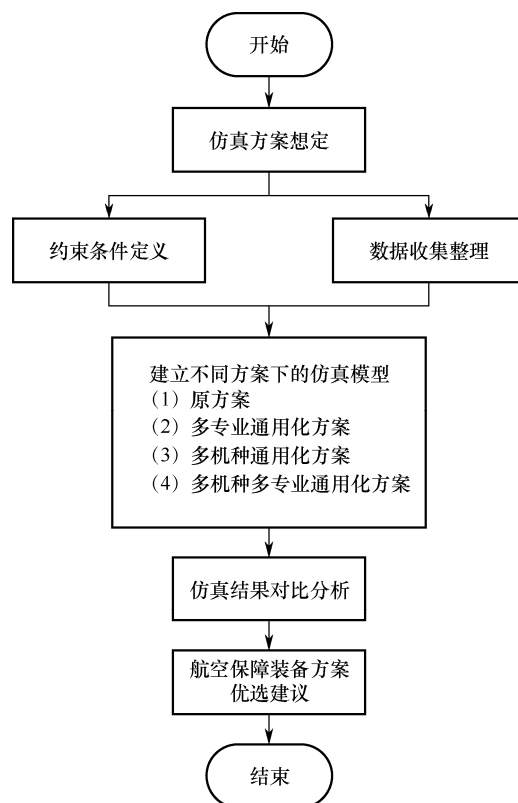 开始
仿真方案想定
约束条件定义
数据收集整理
建立不同方案下的仿真模型
（1）原方案
（2）多专业通用化方案
（3）多机种通用化方案
（4）多机种多专业通用化方案
仿真结果对比分析
航空保障装备方案
优选建议
结束